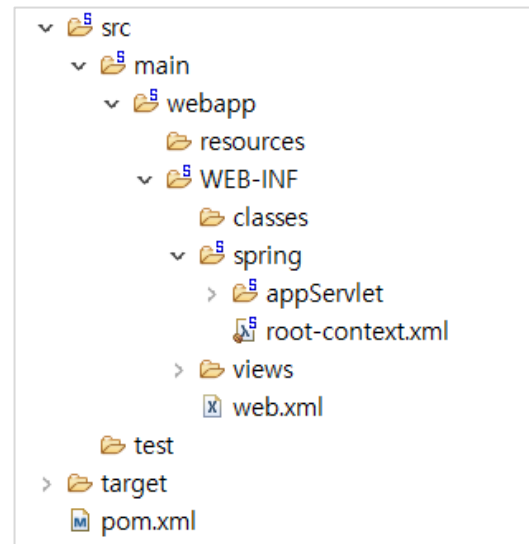 src
main
webapp
resources
WEB-INF
classes
spring
appServlet
root-context.xml
views
web.xml
test
target
pom.xml